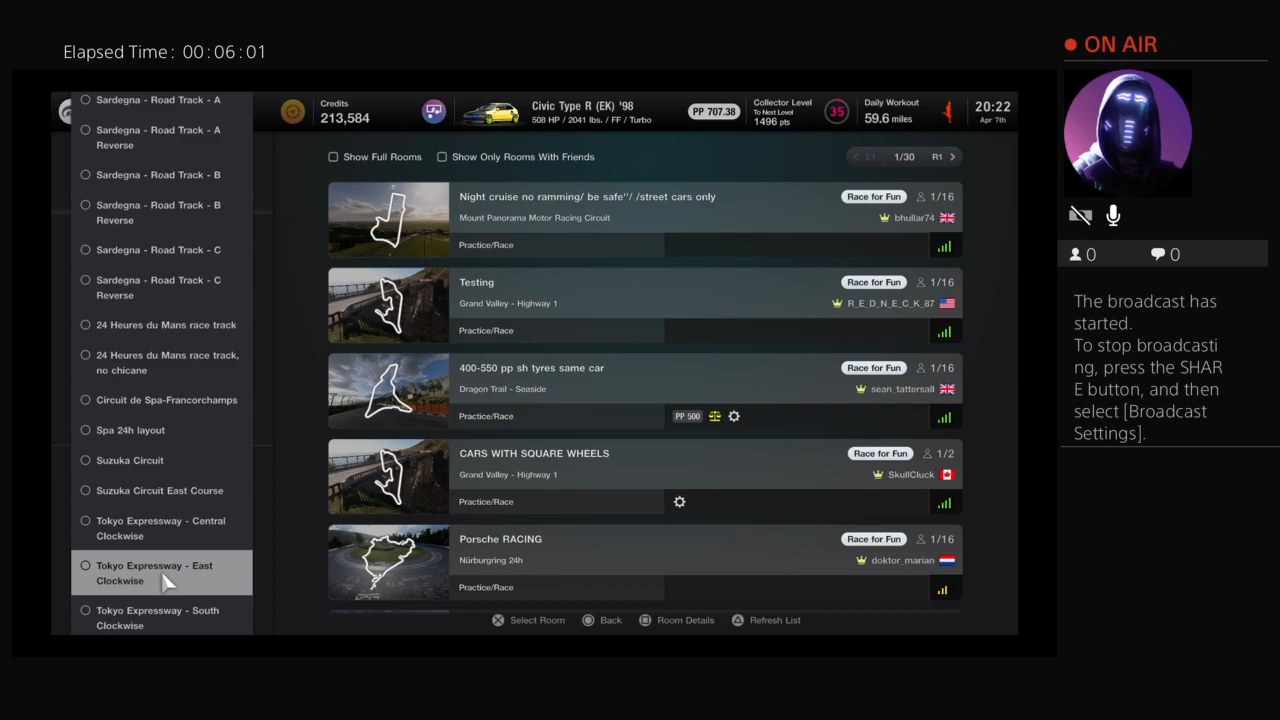 Elapsed Time: 00:06:01
ON AIR
Sardegna - Road Track - A
Sardegna - Road Track - A
Reverse
Sardegna - Road Track - B
Sardegna - Road Track - B
Reverse
Sardegna - Road Track - C
Sardegna - Road Track - C
Reverse
24 Heures du Mans race track
24 Heures du Mans race track,
no chicane
Circuit de Spa-Francorchamps
Spa 24h layout
Suzuka Circuit
Suzuka Circuit East Course
Tokyo Expressway - Central
Clockwise
Tokyo Expressway - East
Clockwise
Tokyo Expressway - South
Clockwise
Credits
213,584
Civic Type R (EK) '98
508 HP / 2041 lbs. / FF / Turbo
PP 707.38
Collector Level
To Next Level
1496 pts
35
Daily Workout
59.6 miles
20:22
Apr 7th
Show Full Rooms
Show Only Rooms With Friends
L1
1/30
R1
Night cruise no ramming/ be safe''/ /street cars only
Race for Fun
1/16
Mount Panorama Motor Racing Circuit
bhullar74
Practice/Race
Testing
Race for Fun
1/16
Grand Valley - Highway 1
R_E_D_N_E_C_K_87
Practice/Race
400-550 pp sh tyres same car
Race for Fun
1/16
Dragon Trail - Seaside
sean_tattersall
Practice/Race
PP 500
CARS WITH SQUARE WHEELS
Race for Fun
1/2
Grand Valley - Highway 1
SkullCluck
Practice/Race
Porsche RACING
Race for Fun
1/16
Nürburgring 24h
doktor_marian
Practice/Race
Select Room
Back
Room Details
Refresh List
0
0
The broadcast has
started.
To stop broadcasti
ng, press the SHAR
E button, and then
select [Broadcast
Settings].